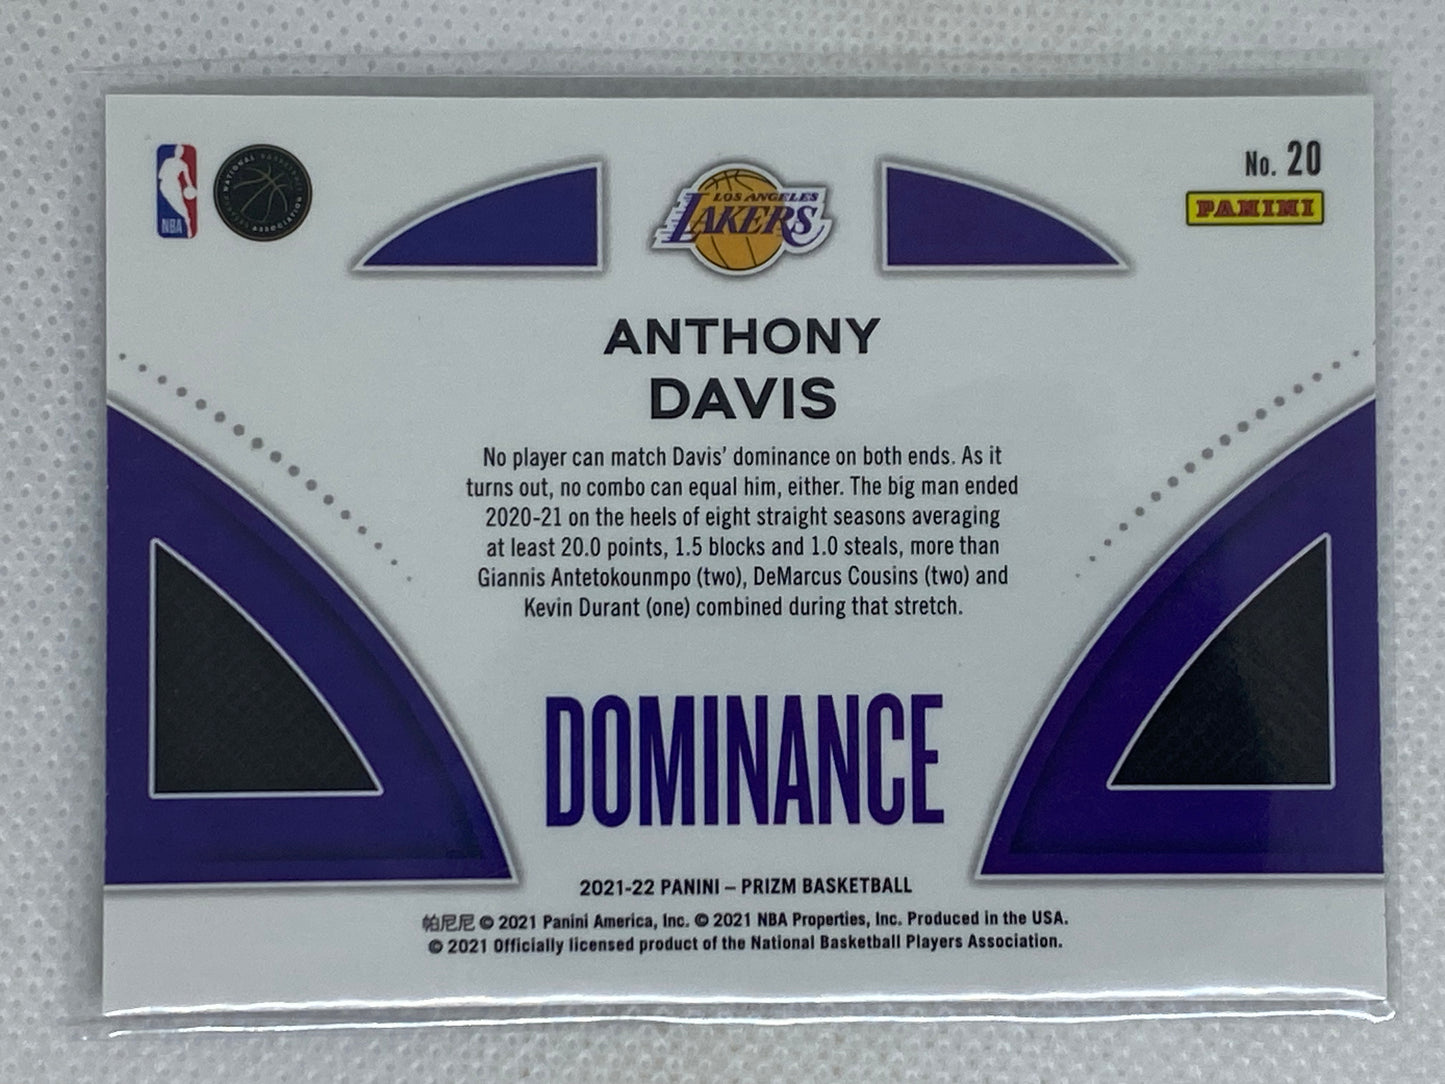 NBA
NATIONAL BASKETBALL
ASSOCIATION
LOS ANGELES
LAKERS
No. 20
PANINI
ANTHONY
DAVIS
No player can match Davis' dominance on both ends. As it
turns out, no combo can equal him, either. The big man ended
2020-21 on the heels of eight straight seasons averaging
at least 20.0 points, 1.5 blocks and 1.0 steals, more than
Giannis Antetokounmpo (two), DeMarcus Cousins (two) and
Kevin Durant (one) combined during that stretch.
DOMINANCE
2021-22 PANINI – PRIZM BASKETBALL
帕尼尼 © 2021 Panini America, Inc. © 2021 NBA Properties, Inc. Produced in the USA.
© 2021 Officially licensed product of the National Basketball Players Association.